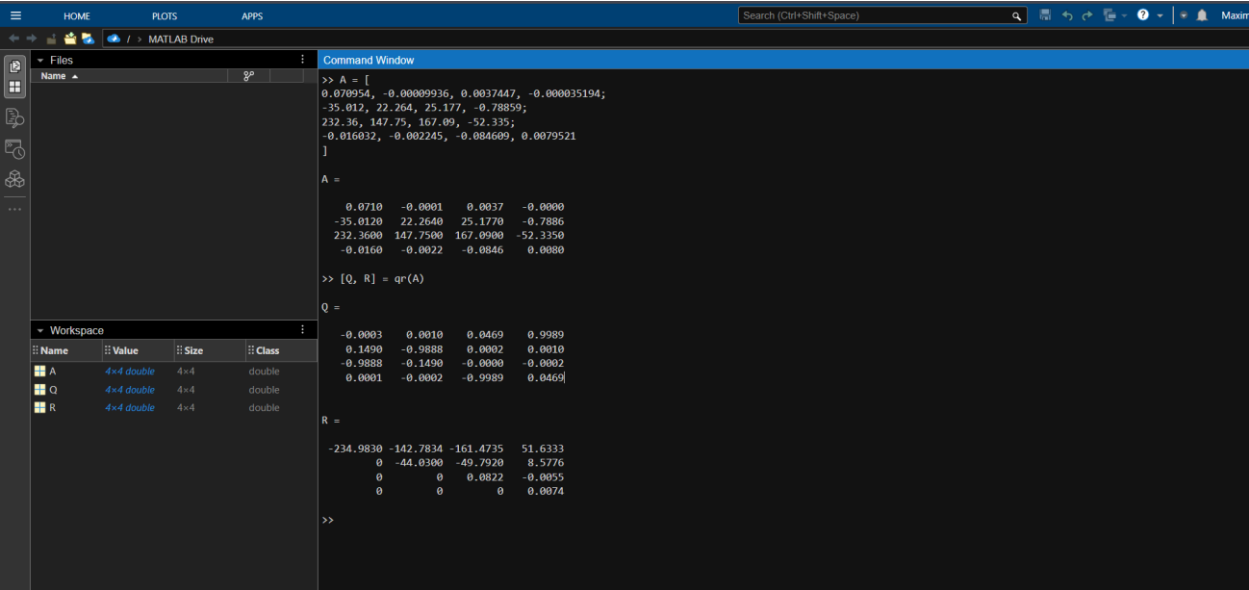 HOME PLOTS APPS Search (Ctrl+Shift+Space) Maxim
/ > MATLAB Drive
Files
Name
Command Window
>> A = [
0.070954, -0.00009936, 0.0037447, -0.000035194;
-35.012, 22.264, 25.177, -0.78859;
232.36, 147.75, 167.09, -52.335;
-0.016032, -0.002245, -0.084609, 0.0079521
]
A =
0.0710 -0.0001 0.0037 -0.0000
-35.0120 22.2640 25.1770 -0.7886
232.3600 147.7500 167.0900 -52.3350
-0.0160 -0.0022 -0.0846 0.0080
>> [Q, R] = qr(A)
Q =
-0.0003 0.0010 0.0469 0.9989
0.1490 -0.9888 0.0002 0.0010
-0.9888 -0.1490 -0.0000 -0.0002
0.0001 -0.0002 -0.9989 0.0469
R =
-234.9830 -142.7834 -161.4735 51.6333
0 -44.0300 -49.7920 8.5776
0 0 0.0822 -0.0055
0 0 0 0.0074
>>
Workspace
Name Value Size Class
A 4×4 double 4×4 double
Q 4×4 double 4×4 double
R 4×4 double 4×4 double